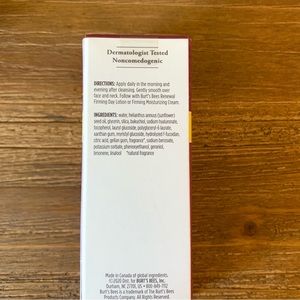 Dermatologist Tested
Noncomedogenic
DIRECTIONS: Apply daily in the morning and
evening after cleansing. Gently smooth over
face and neck. Follow with Burt's Bees Renewal
Firming Day Lotion or Firming Moisturizing Cream.
INGREDIENTS: water, helianthus annuus (sunflower)
seed oil, glycerin, silica, bakuchiol, sodium hyaluronate,
tocopherol, lauryl glucoside, polyglyceryl-6 laurate,
xanthan gum, myristyl glucoside, hydrolyzed
citric acid, gellan gum, fragrance*, sodium benzoate,
potassium sorbate, phenoxyethanol, geraniol,
limonene, linalool *natural fragrance
Made in Canada of global ingredients.
©2020 Dist. for BURT'S BEES, Inc.
Durham, NC 27701, US • 800-849-7112
Burt's Bees is a trademark of The Burt's Bees
Products Company. All Rights Reserved.